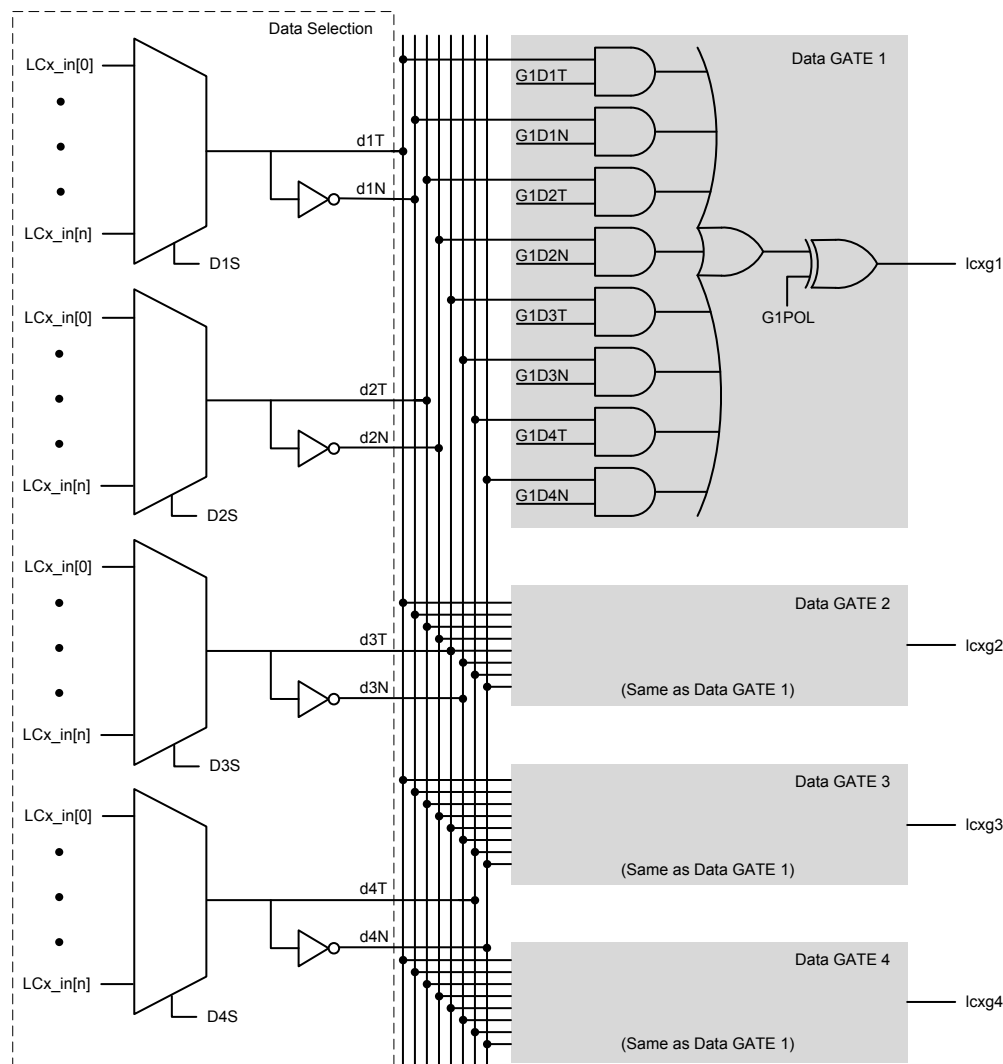 Data Selection
LCx_in[0]
LCx_in[n]
D1S
d1T
d1N
LCx_in[0]
LCx_in[n]
D2S
d2T
d2N
LCx_in[0]
LCx_in[n]
D3S
d3T
d3N
LCx_in[0]
LCx_in[n]
D4S
d4T
d4N
Data GATE 1
G1D1T
G1D1N
G1D2T
G1D2N
G1D3T
G1D3N
G1D4T
G1D4N
G1POL
lcxg1
Data GATE 2
(Same as Data GATE 1)
lcxg2
Data GATE 3
(Same as Data GATE 1)
lcxg3
Data GATE 4
(Same as Data GATE 1)
lcxg4